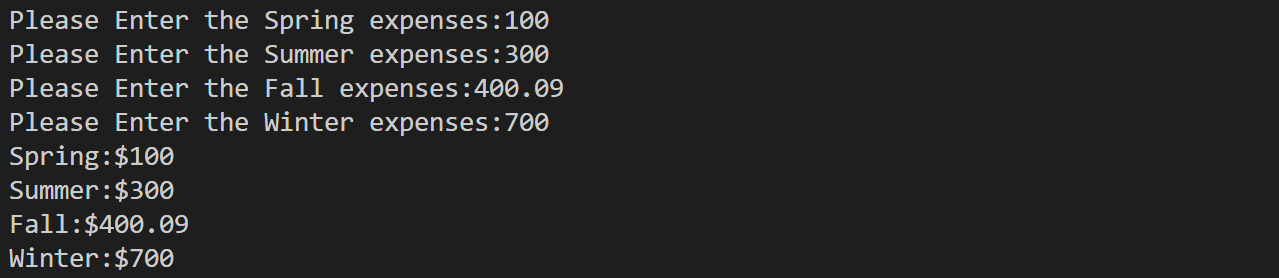 Please Enter the Spring expenses:100
Please Enter the Summer expenses:300
Please Enter the Fall expenses:400.09
Please Enter the Winter expenses:700
Spring:$100
Summer:$300
Fall:$400.09
Winter:$700